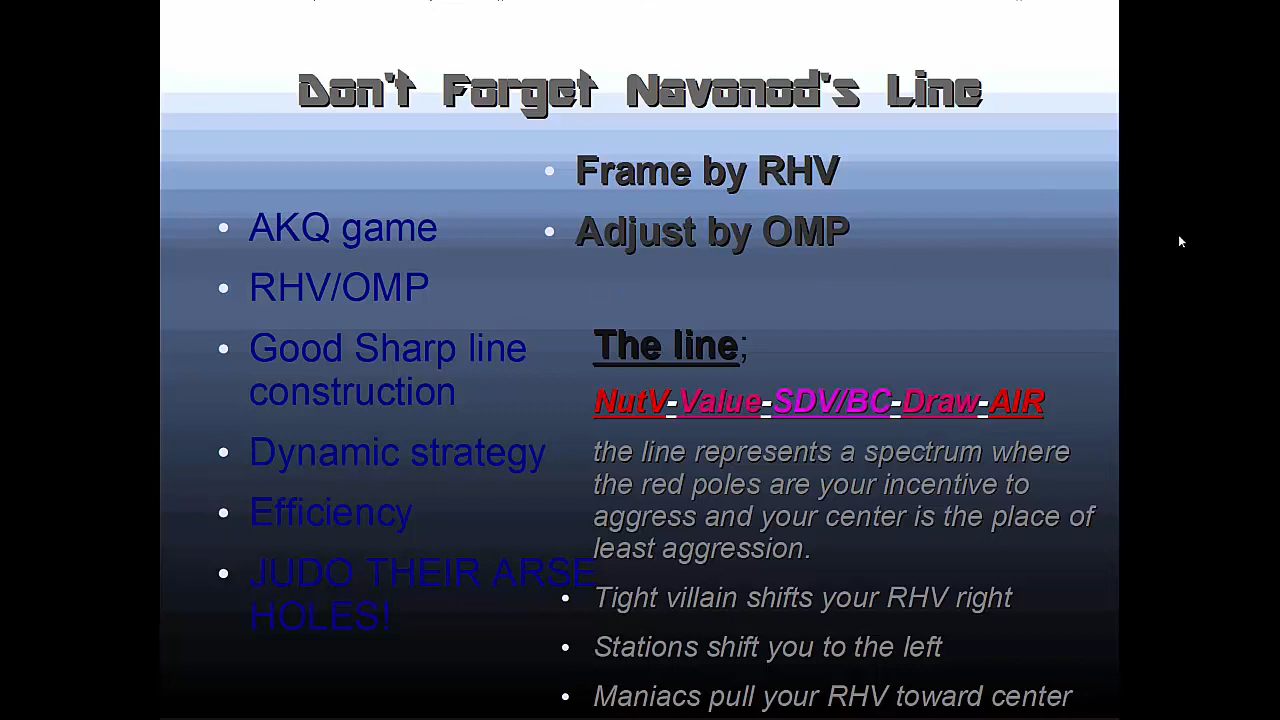 Don't Forget Navonod's Line
AKQ game
RHV/OMP
Good Sharp line
construction
Dynamic strategy
Efficiency
JUDO THEIR ARSE
HOLES!
Frame by RHV
Adjust by OMP
The line;
NutV-Value-SDV/BC-Draw-AIR
the line represents a spectrum where
the red poles are your incentive to
aggress and your center is the place of
least aggression.
Tight villain shifts your RHV right
Stations shift you to the left
Maniacs pull your RHV toward center